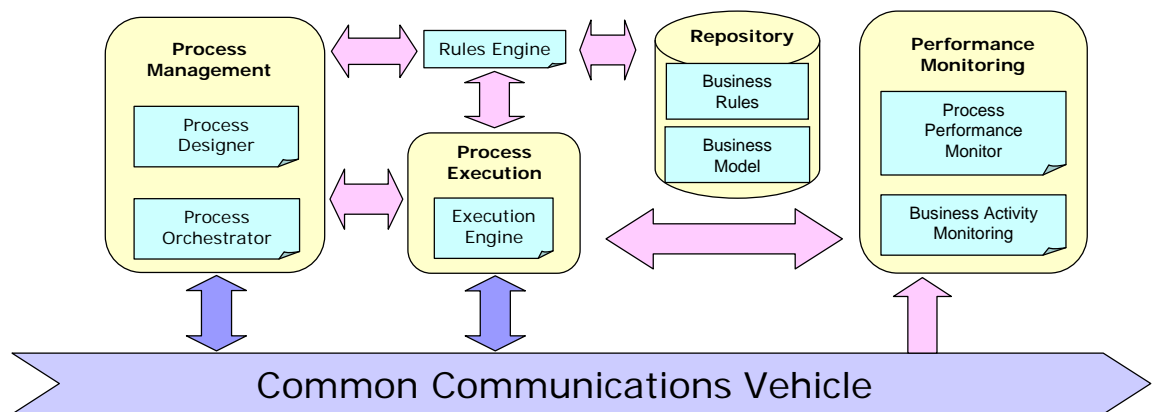 Process
Management
Process
Designer
Process
Orchestrator
Rules Engine
Process
Execution
Execution
Engine
Repository
Business
Rules
Business
Model
Performance
Monitoring
Process
Performance
Monitor
Business Activity
Monitoring
Common Communications Vehicle